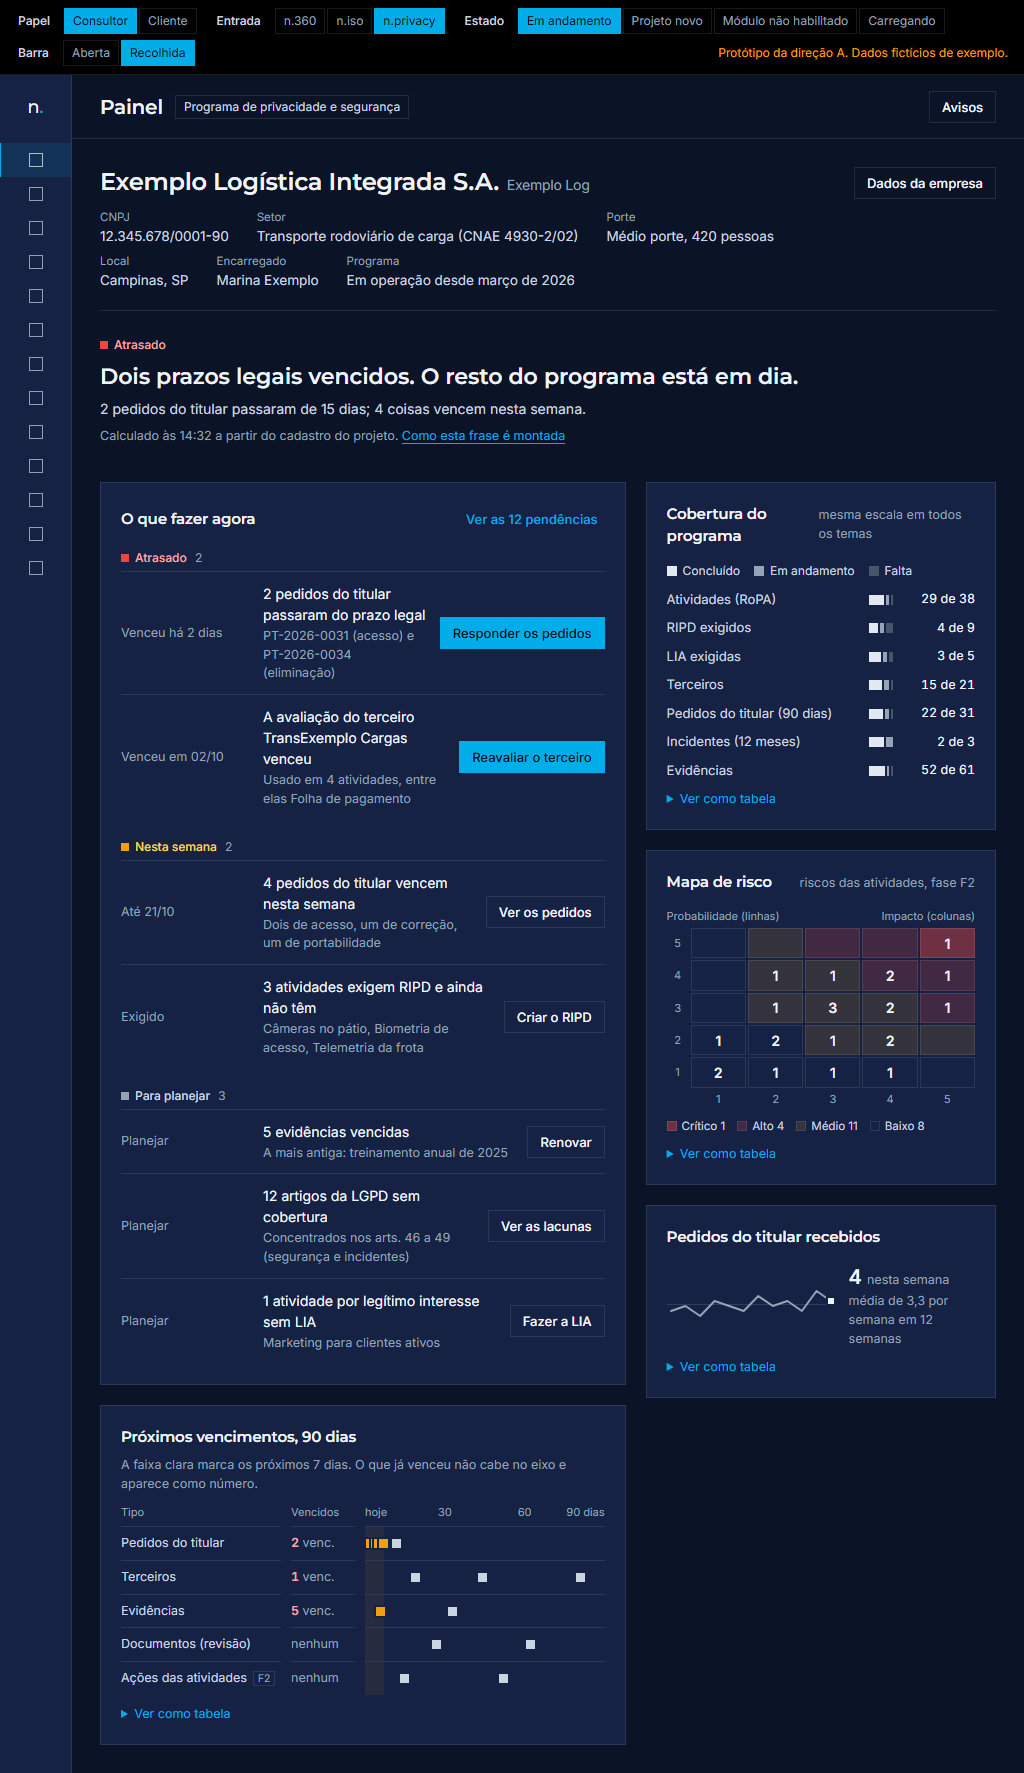 Papel Consultor Cliente Entrada n.360 n.iso n.privacy Estado Em andamento Projeto novo Módulo não habilitado Carregando
Barra Aberta Recolhida Protótipo da direção A. Dados fictícios de exemplo.
n.
Painel Programa de privacidade e segurança Avisos
Exemplo Logística Integrada S.A. Exemplo Log Dados da empresa
CNPJ Setor Porte
12.345.678/0001-90 Transporte rodoviário de carga (CNAE 4930-2/02) Médio porte, 420 pessoas
Local Encarregado Programa
Campinas, SP Marina Exemplo Em operação desde março de 2026
Atrasado
Dois prazos legais vencidos. O resto do programa está em dia.
2 pedidos do titular passaram de 15 dias; 4 coisas vencem nesta semana.
Calculado às 14:32 a partir do cadastro do projeto. Como esta frase é montada
O que fazer agora Ver as 12 pendências
Atrasado 2
Venceu há 2 dias
2 pedidos do titular
passaram do prazo legal
PT-2026-0031 (acesso) e
PT-2026-0034
(eliminação)
Responder os pedidos
Venceu em 02/10
A avaliação do terceiro
TransExemplo Cargas
venceu
Usado em 4 atividades, entre
elas Folha de pagamento
Reavaliar o terceiro
Nesta semana 2
Até 21/10
4 pedidos do titular vencem
nesta semana
Dois de acesso, um de correção,
um de portabilidade
Ver os pedidos
Exigido
3 atividades exigem RIPD e ainda
não têm
Câmeras no pátio, Biometria de
acesso, Telemetria da frota
Criar o RIPD
Para planejar 3
Planejar
5 evidências vencidas
A mais antiga: treinamento anual de 2025
Renovar
Planejar
12 artigos da LGPD sem
cobertura
Concentrados nos arts. 46 a 49
(segurança e incidentes)
Ver as lacunas
Planejar
1 atividade por legítimo interesse
sem LIA
Marketing para clientes ativos
Fazer a LIA
Próximos vencimentos, 90 dias
A faixa clara marca os próximos 7 dias. O que já venceu não cabe no eixo e
aparece como número.
Tipo Vencidos hoje 30 60 90 dias
Pedidos do titular 2 venc.
Terceiros 1 venc.
Evidências 5 venc.
Documentos (revisão) nenhum
Ações das atividades F2 nenhum
Ver como tabela
Cobertura do
programa
mesma escala em todos
os temas
Concluído Em andamento Falta
Atividades (RoPA) 29 de 38
RIPD exigidos 4 de 9
LIA exigidas 3 de 5
Terceiros 15 de 21
Pedidos do titular (90 dias) 22 de 31
Incidentes (12 meses) 2 de 3
Evidências 52 de 61
Ver como tabela
Mapa de risco riscos das atividades, fase F2
Probabilidade (linhas) Impacto (colunas)
5 1
4 1 1 2 1
3 1 3 2 1
2 1 2 1 2
1 2 1 1 1
1 2 3 4 5
Crítico 1 Alto 4 Médio 11 Baixo 8
Ver como tabela
Pedidos do titular recebidos
4 nesta semana
média de 3,3 por
semana em 12
semanas
Ver como tabela